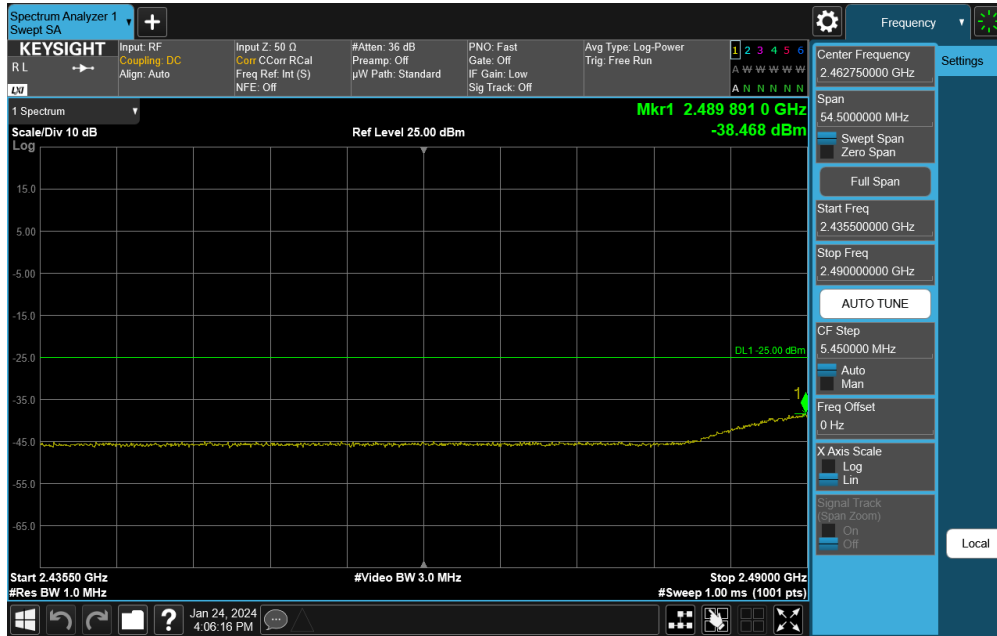 Spectrum Analyzer 1
Swept SA
Frequency
KEYSIGHT
R L
LXI
Input: RF
Coupling: DC
Align: Auto
Input Z: 50 Ω
Corr CCorr RCal
Freq Ref: Int (S)
NFE: Off
#Atten: 36 dB
Preamp: Off
µW Path: Standard
PNO: Fast
Gate: Off
IF Gain: Low
Sig Track: Off
Avg Type: Log-Power
Trig: Free Run
1 2 3 4 5 6
A W W W W W
A N N N N N
1 Spectrum
Mkr1 2.489 891 0 GHz
-38.468 dBm
Scale/Div 10 dB
Ref Level 25.00 dBm
Log
15.0
5.00
-5.00
-15.0
-25.0
-35.0
-45.0
-55.0
-65.0
DL1 -25.00 dBm
1
Start 2.43550 GHz
#Video BW 3.0 MHz
Stop 2.49000 GHz
#Res BW 1.0 MHz
#Sweep 1.00 ms (1001 pts)
Jan 24, 2024
4:06:16 PM
Center Frequency
2.462750000 GHz
Settings
Span
54.5000000 MHz
Swept Span
Zero Span
Full Span
Start Freq
2.435500000 GHz
Stop Freq
2.490000000 GHz
AUTO TUNE
CF Step
5.450000 MHz
Auto
Man
Freq Offset
0 Hz
X Axis Scale
Log
Lin
Signal Track
(Span Zoom)
On
Off
Local